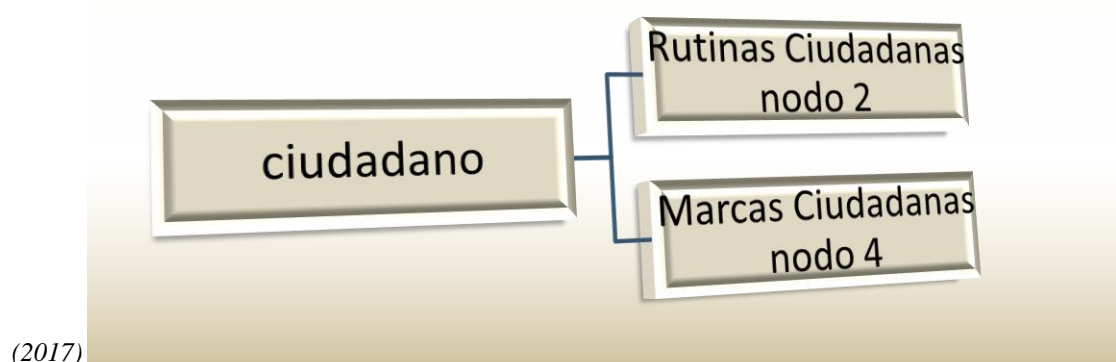 ciudadano
Rutinas Ciudadanas
nodo 2
Marcas Ciudadanas
nodo 4
(2017)